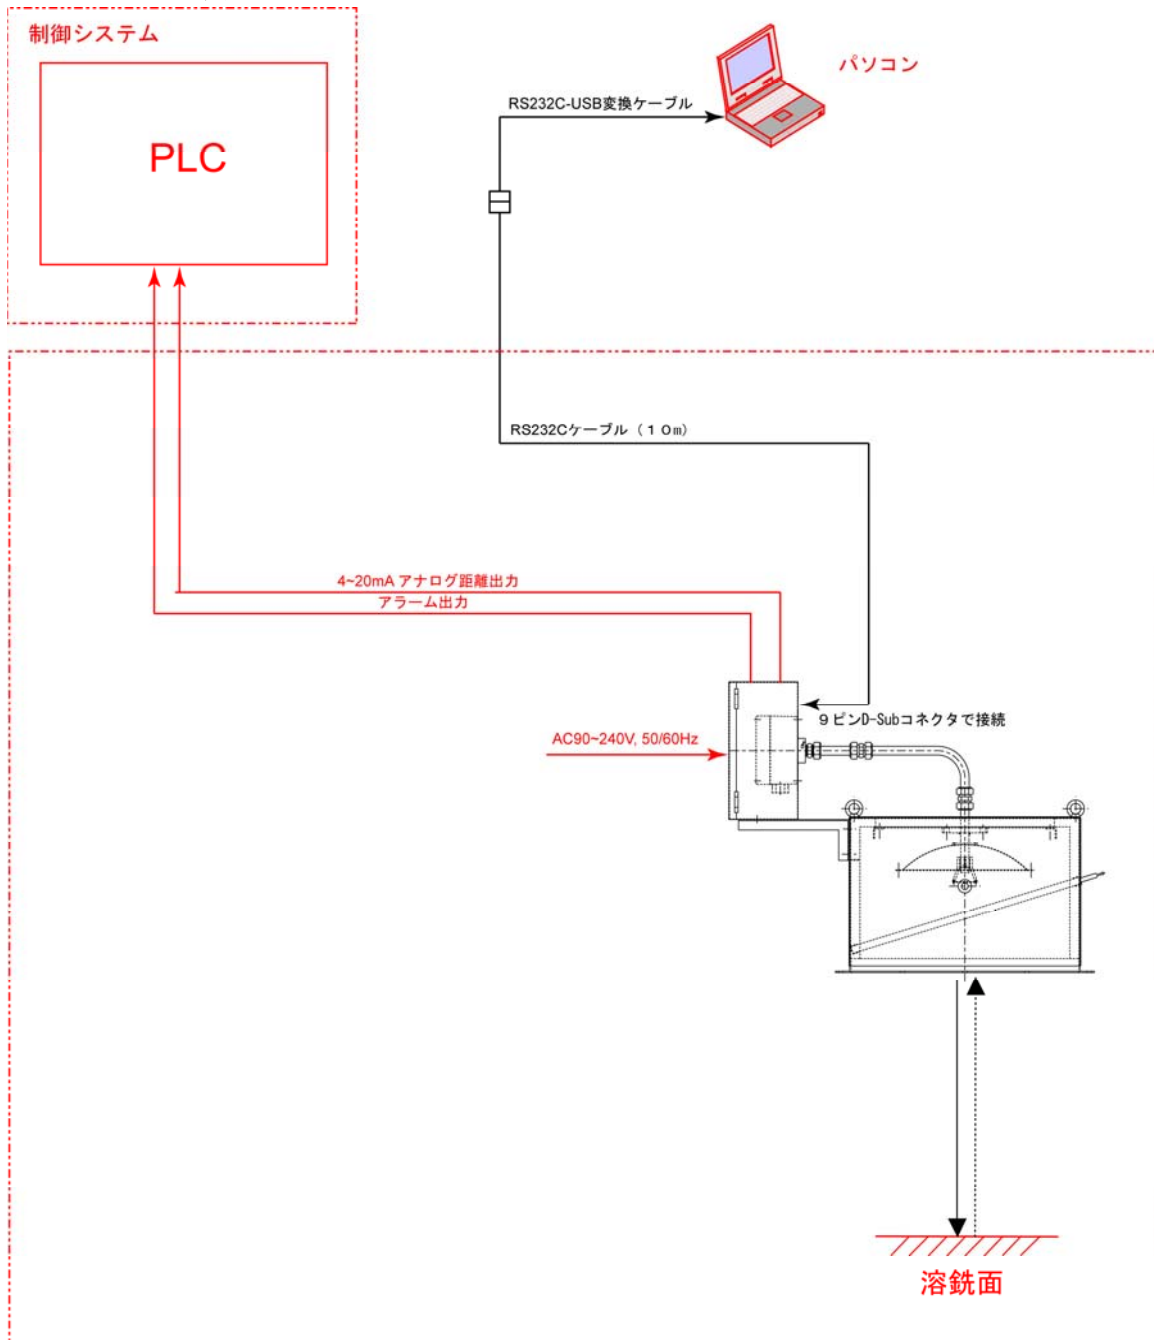 制御システム
PLC
パソコン
RS232C-USB変換ケーブル
RS232Cケーブル（１０m）
4~20mA アナログ距離出力
アラーム出力
９ピンD-Subコネクタで接続
AC90~240V, 50/60Hz
溶銑面